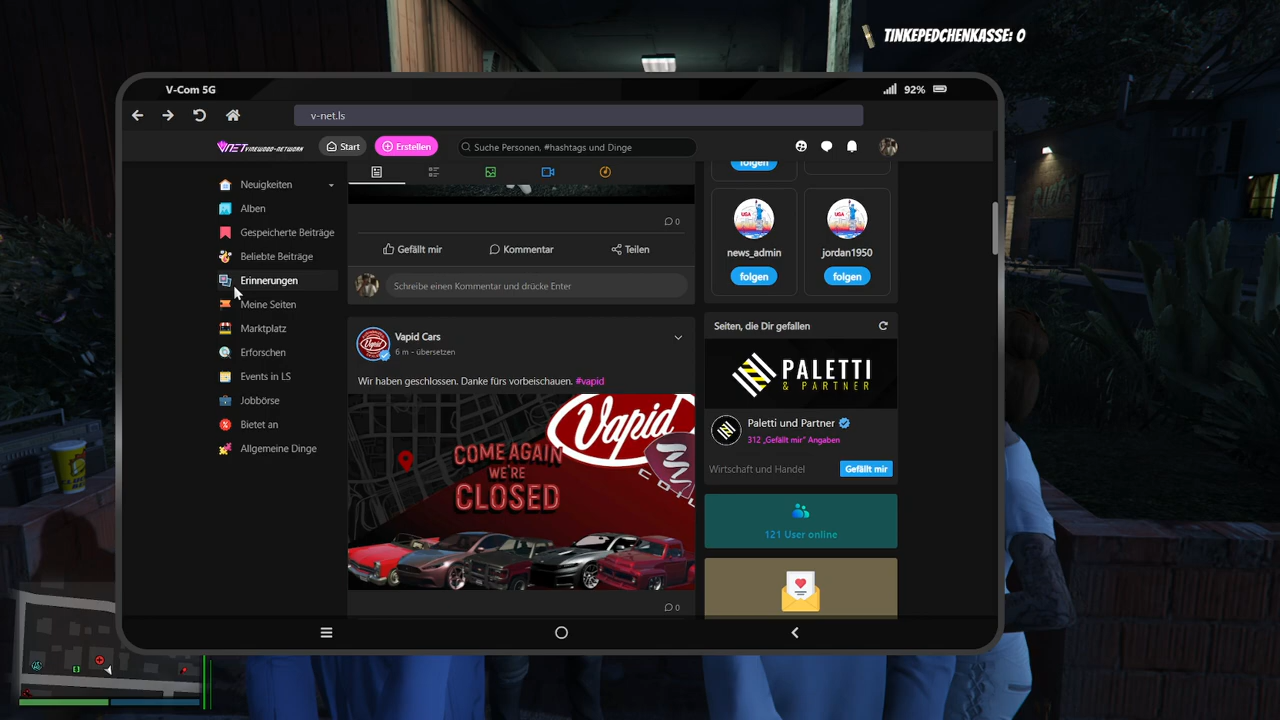 TINKEPEDCHENKASSE: 0
V-Com 5G
92%
v-net.ls
VNET VINEWOOD-NETWORK
Start
Erstellen
Suche Personen, #hashtags und Dinge
Neuigkeiten
Alben
Gespeicherte Beiträge
Beliebte Beiträge
Erinnerungen
Meine Seiten
Marktplatz
Erforschen
Events in LS
Jobbörse
Bietet an
Allgemeine Dinge
0
Gefällt mir
Kommentar
Teilen
Schreibe einen Kommentar und drücke Enter
Vapid Cars
6 m - übersetzen
Wir haben geschlossen. Danke fürs vorbeischauen. #vapid
Vapid
COME AGAIN
WE'RE
CLOSED
0
folgen
news_admin
folgen
jordan1950
folgen
Seiten, die Dir gefallen
PALETTI
& PARTNER
Paletti und Partner
312 „Gefällt mir" Angaben
Wirtschaft und Handel
Gefällt mir
121 User online